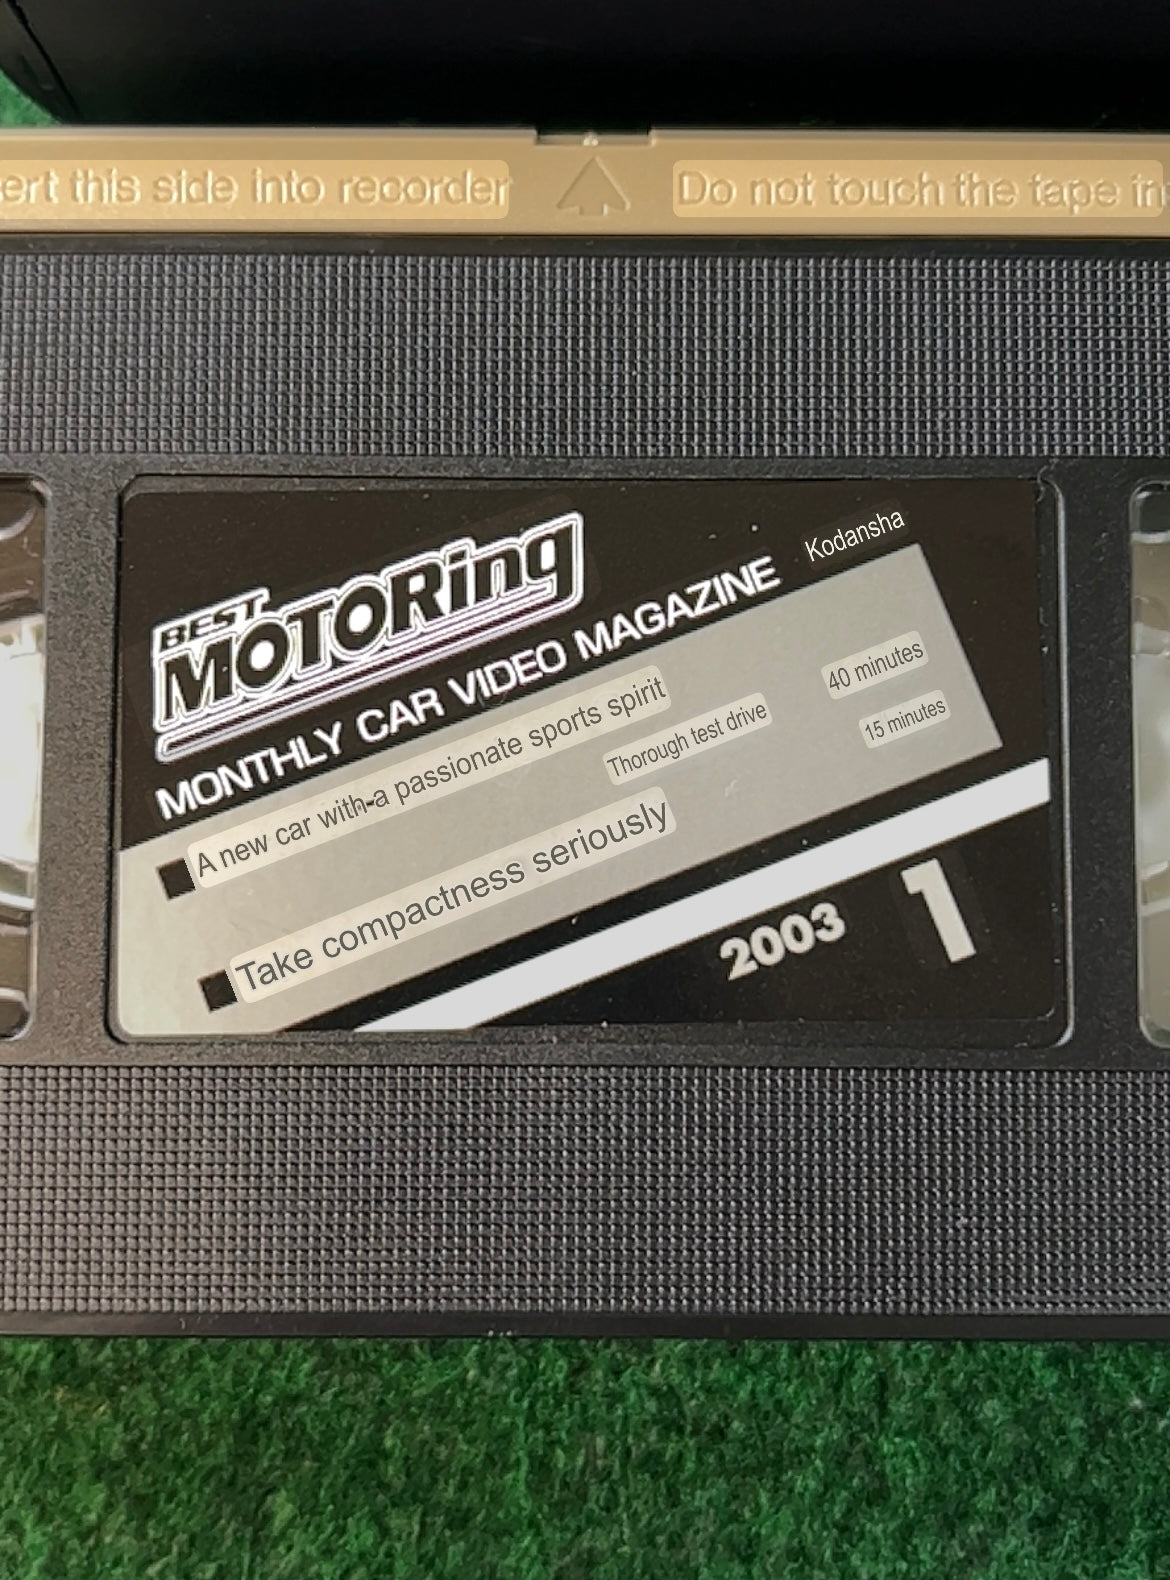 ert this side into recorder
Do not touch the tape in
BEST
MOTORing
MONTHLY CAR VIDEO MAGAZINE
Kodansha
A new car with-a passionate sports spirit
Thorough test drive
40 minutes
Take compactness seriously
15 minutes
2003 1